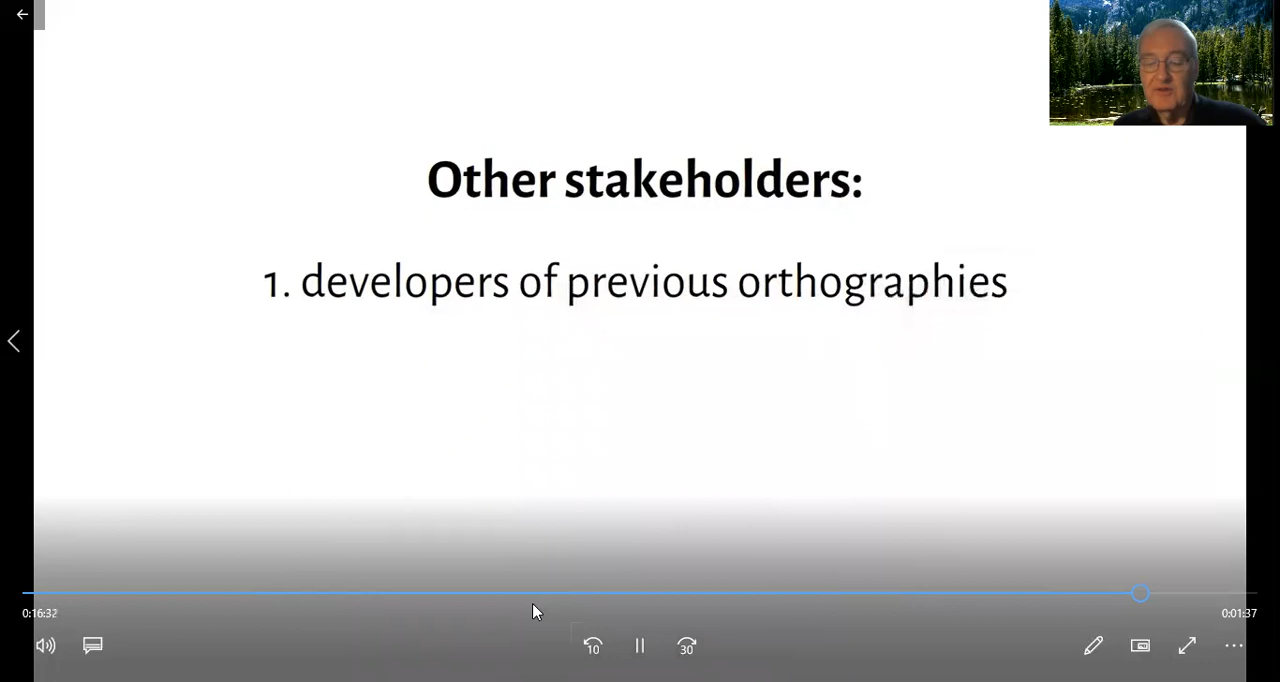 Other stakeholders:
1. developers of previous orthographies
0:16:32
0:01:37
10
30